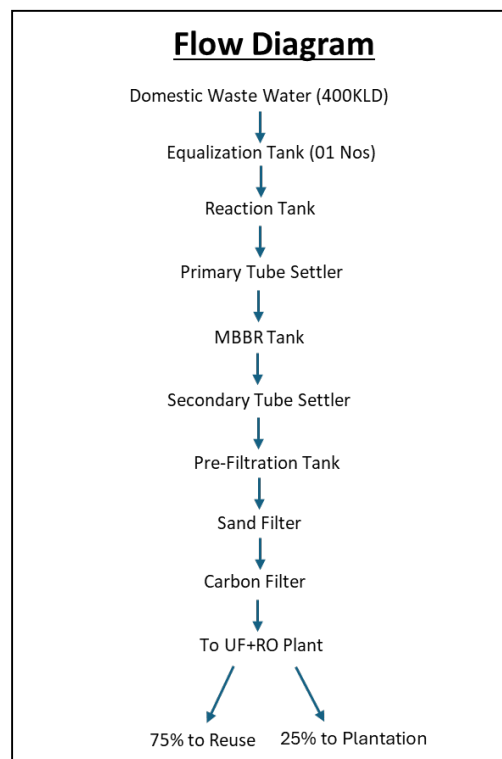 Flow Diagram
Domestic Waste Water (400KLD)
Equalization Tank (01 Nos)
Reaction Tank
Primary Tube Settler
MBBR Tank
Secondary Tube Settler
Pre-Filtration Tank
Sand Filter
Carbon Filter
To UF+RO Plant
75% to Reuse
25% to Plantation